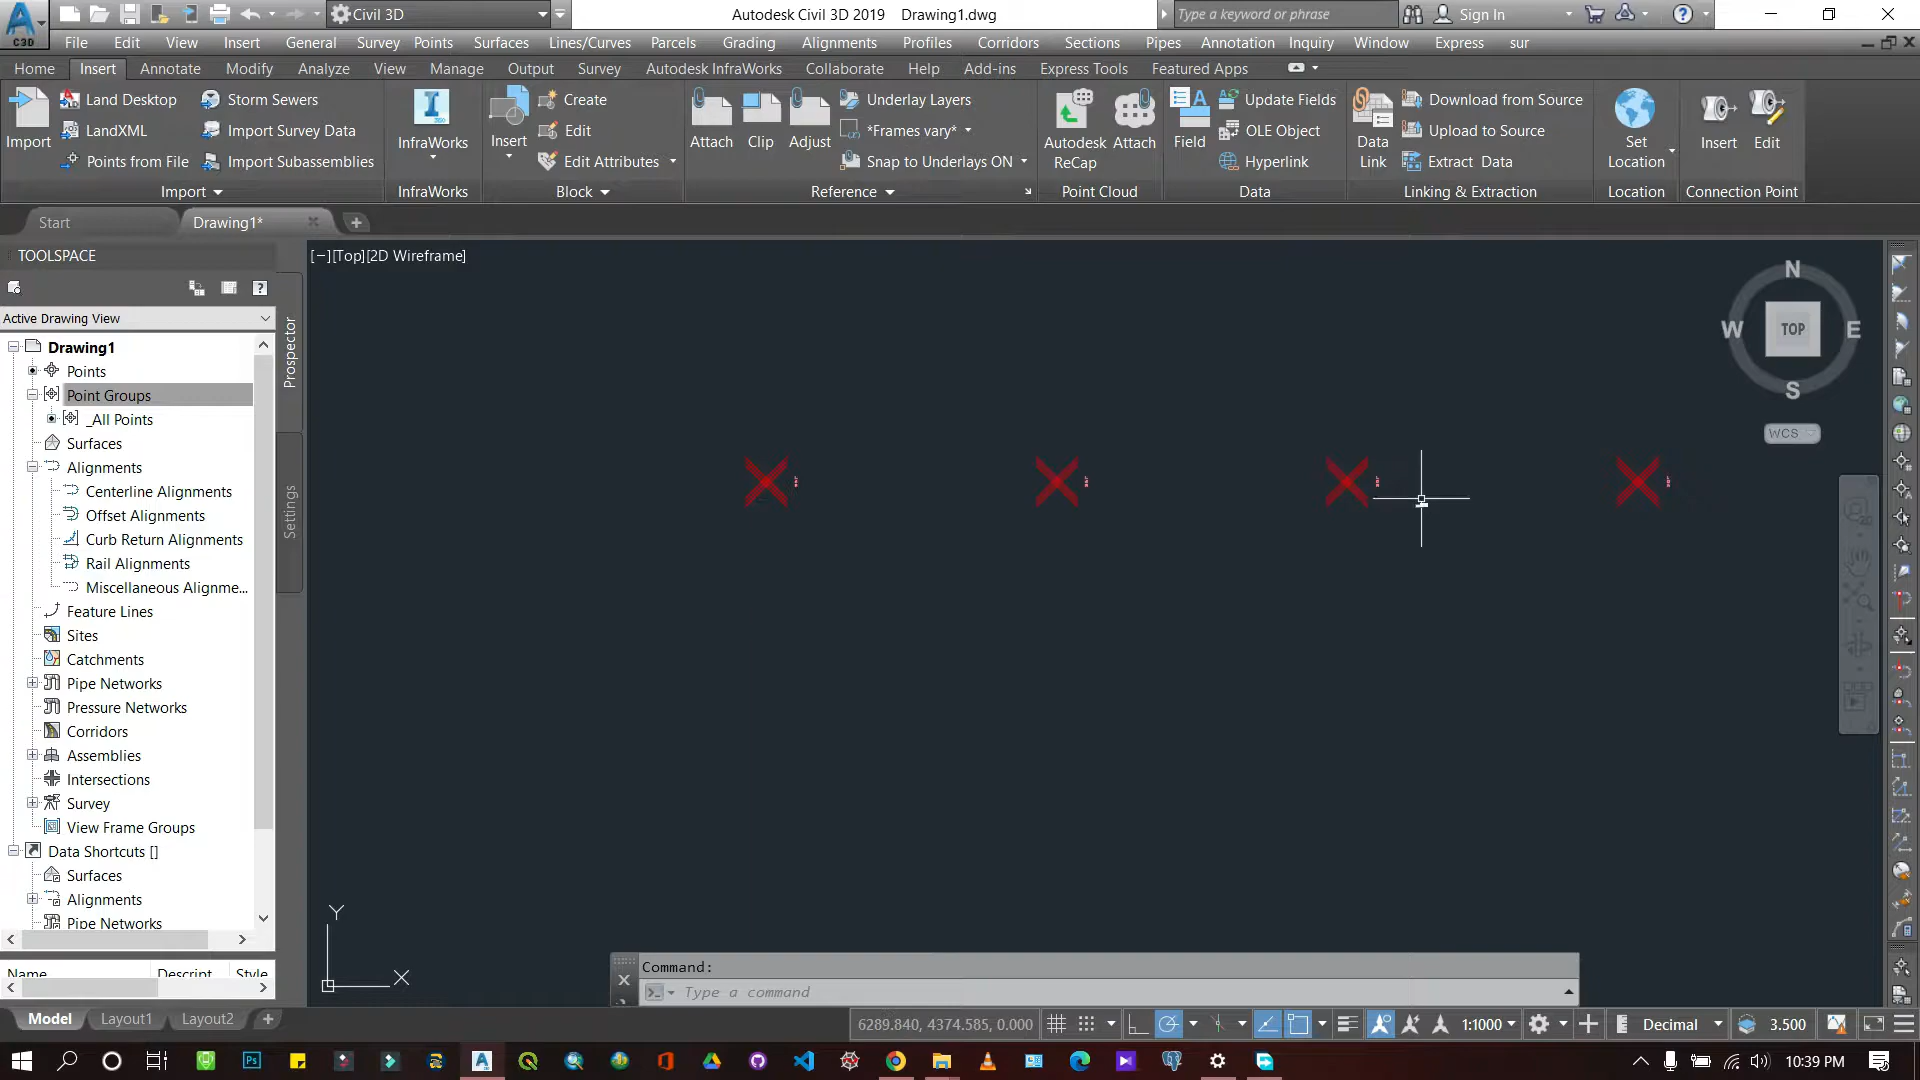 C3D
Civil 3D
Autodesk Civil 3D 2019 Drawing1.dwg
Type a keyword or phrase
Sign In
File Edit View Insert General Survey Points Surfaces Lines/Curves Parcels Grading Alignments Profiles Corridors Sections Pipes Annotation Inquiry Window Express sur
Home Insert Annotate Modify Analyze View Manage Output Survey Autodesk InfraWorks Collaborate Help Add-ins Express Tools Featured Apps
Import
Land Desktop
LandXML
Points from File
Storm Sewers
Import Survey Data
Import Subassemblies
Import
InfraWorks
InfraWorks
Insert
Create
Edit
Edit Attributes
Block
Attach
Clip
Adjust
Underlay Layers
*Frames vary*
Snap to Underlays ON
Reference
Autodesk
ReCap
Attach
Point Cloud
Field
Update Fields
OLE Object
Hyperlink
Data
Data
Link
Download from Source
Upload to Source
Extract Data
Linking & Extraction
Set
Location
Location
Insert
Edit
Connection Point
Start
Drawing1*
TOOLSPACE
Active Drawing View
Drawing1
Points
Point Groups
_All Points
Surfaces
Alignments
Centerline Alignments
Offset Alignments
Curb Return Alignments
Rail Alignments
Miscellaneous Alignme...
Feature Lines
Sites
Catchments
Pipe Networks
Pressure Networks
Corridors
Assemblies
Intersections
Survey
View Frame Groups
Data Shortcuts []
Surfaces
Alignments
Pipe Networks
Name Descript Style
Prospector
Settings
[−][Top][2D Wireframe]
N
W TOP E
S
WCS
Y
X
Command:
Type a command
Model Layout1 Layout2
6289.840, 4374.585, 0.000
1:1000
Decimal
3.500
10:39 PM